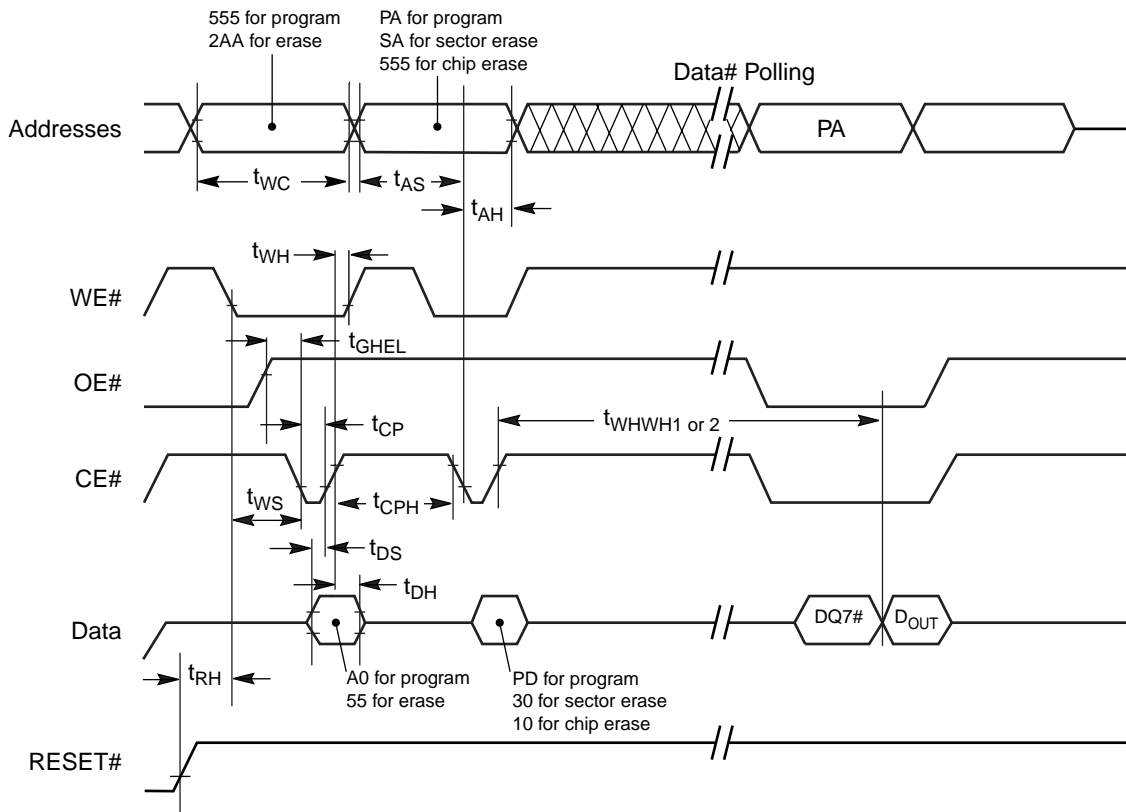 555 for program
2AA for erase
PA for program
SA for sector erase
555 for chip erase
Data# Polling
Addresses
PA
tWC
tAS
tAH
tWH
WE#
tGHEL
OE#
tCP
tWHWH1 or 2
CE#
tWS
tCPH
tDS
tDH
Data
DQ7#
DOUT
tRH
A0 for program
55 for erase
PD for program
30 for sector erase
10 for chip erase
RESET#